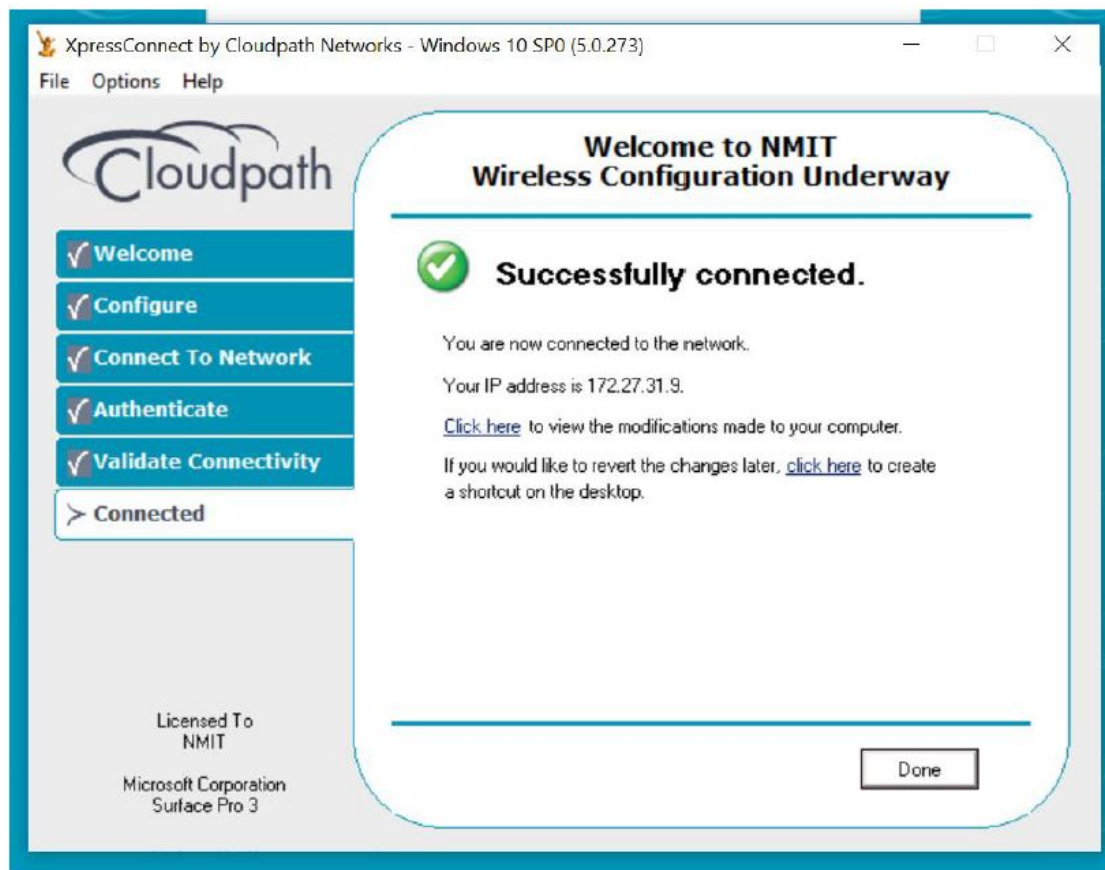 XpressConnect by Cloudpath Networks - Windows 10 SP0 (5.0.273)
File Options Help
Cloudpath
Welcome
Configure
Connect To Network
Authenticate
Validate Connectivity
Connected
Licensed To
NMIT
Microsoft Corporation
Surface Pro 3
Welcome to NMIT
Wireless Configuration Underway
Successfully connected.
You are now connected to the network.
Your IP address is 172.27.31.9.
Click here to view the modifications made to your computer.
If you would like to revert the changes later, click here to create
a shortcut on the desktop.
Done